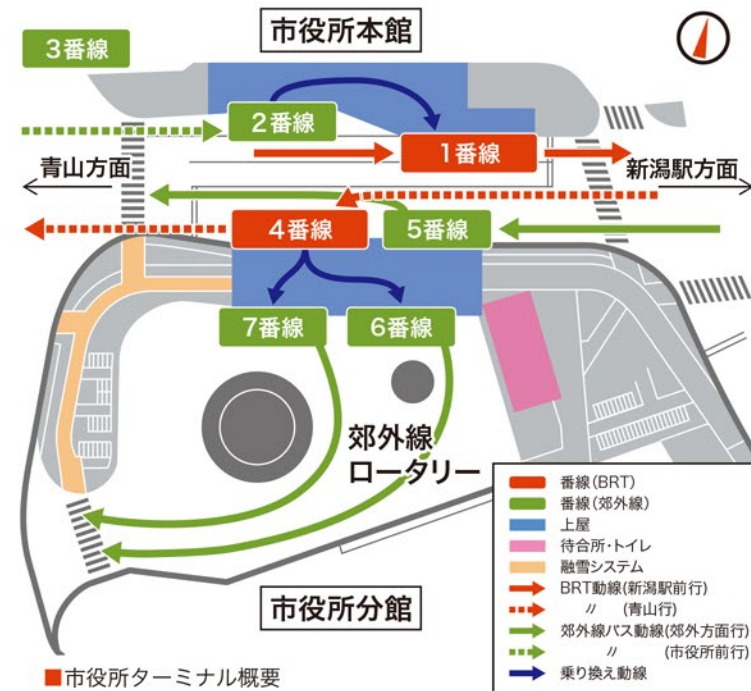 市役所本館
3番線
2番線
1番線
青山方面
新潟駅方面
4番線
5番線
7番線
6番線
郊外線
ロータリー
番線(BRT)
番線(郊外線)
上屋
待合所・トイレ
融雪システム
BRT動線(新潟駅前行)
〃 (青山行)
郊外線バス動線(郊外方面行)
〃 (市役所前行)
乗り換え動線
市役所分館
■市役所ターミナル概要